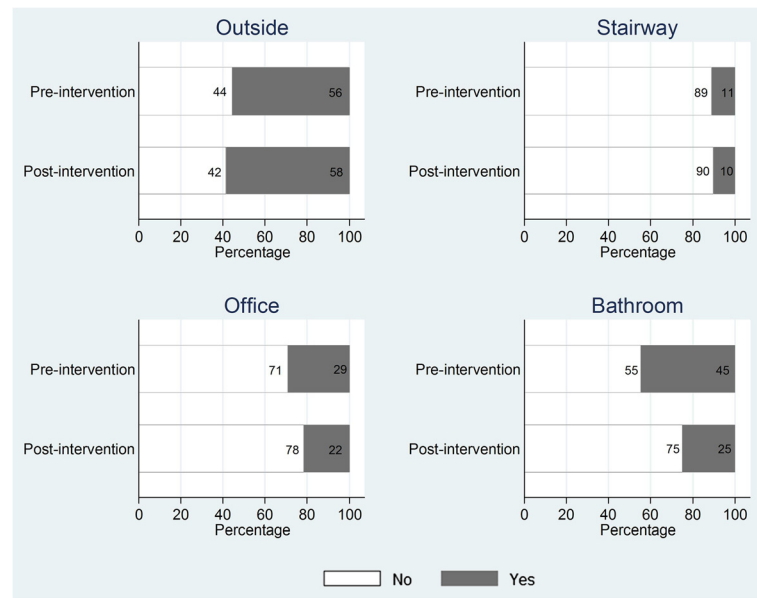 Outside
Pre-intervention 44 56
Post-intervention 42 58
0 20 40 60 80 100
Percentage
Stairway
Pre-intervention 89 11
Post-intervention 90 10
0 20 40 60 80 100
Percentage
Office
Pre-intervention 71 29
Post-intervention 78 22
0 20 40 60 80 100
Percentage
Bathroom
Pre-intervention 55 45
Post-intervention 75 25
0 20 40 60 80 100
Percentage
No Yes